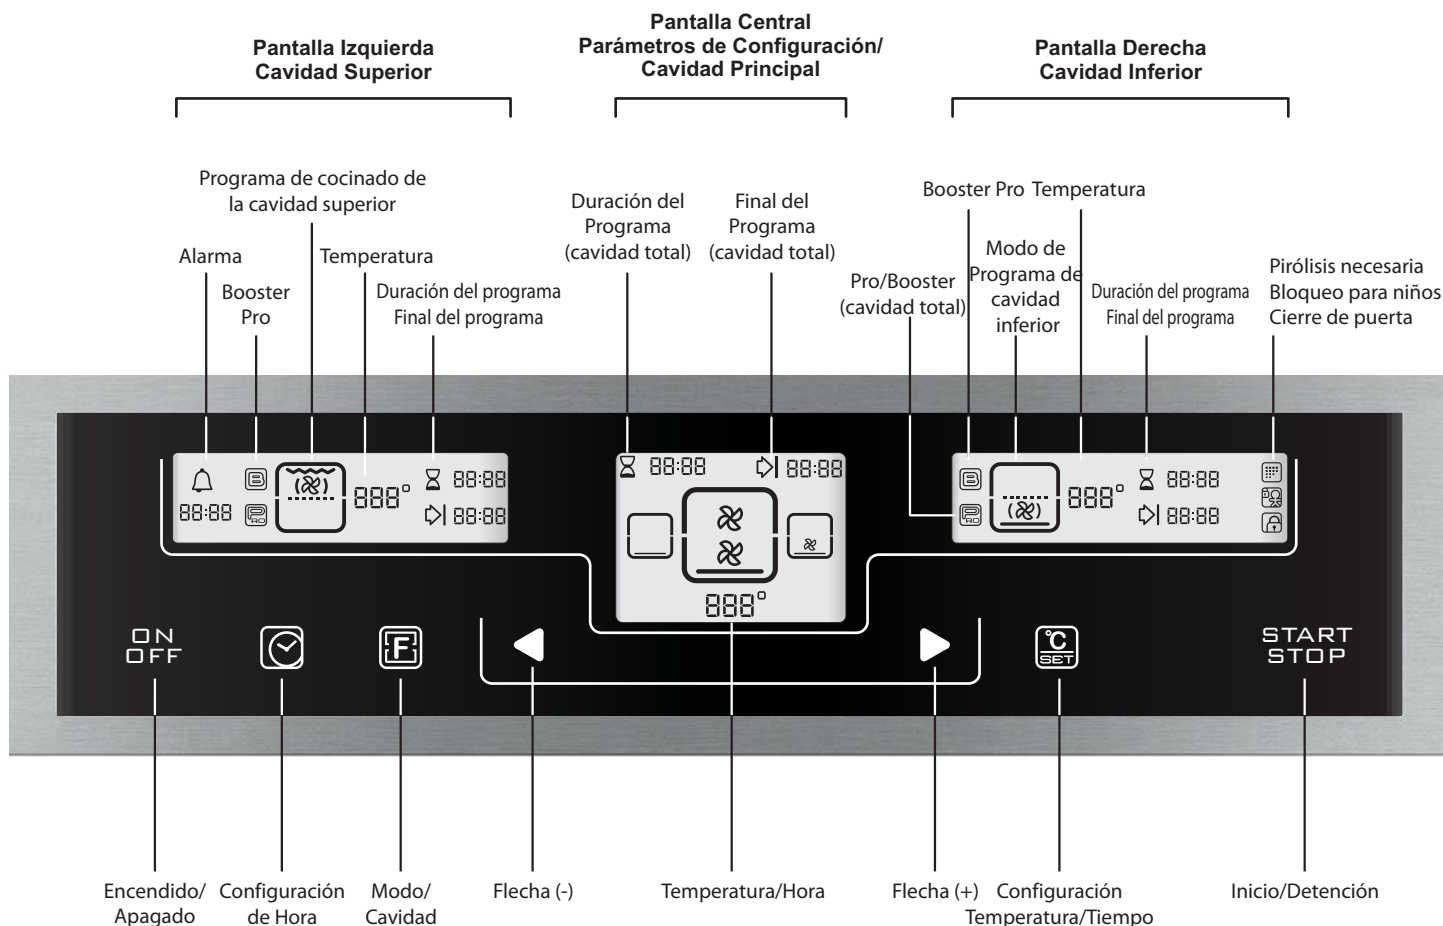 Pantalla Izquierda
Cavidad Superior
Pantalla Central
Parámetros de Configuración/
Cavidad Principal
Pantalla Derecha
Cavidad Inferior
Programa de cocinado de
la cavidad superior
Alarma
Booster
Pro
Temperatura
Duración del programa
Final del programa
Duración del
Programa
(cavidad total)
Final del
Programa
(cavidad total)
Pro/Booster
(cavidad total)
Booster Pro
Temperatura
Modo de
Programa de
cavidad
inferior
Duración del programa
Final del programa
Pirólisis necesaria
Bloqueo para niños
Cierre de puerta
88:88
B
PRO
888°
88:88
88:88
88:88
88:88
888°
B
PRO
888°
88:88
88:88
ON
OFF
F
°C
SET
START
STOP
Encendido/
Apagado
Configuración
de Hora
Modo/
Cavidad
Flecha (-)
Temperatura/Hora
Flecha (+)
Configuración
Temperatura/Tiempo
Inicio/Detención